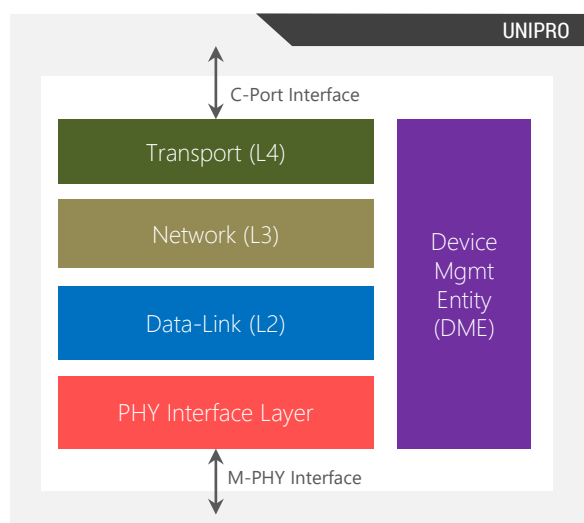 UNIPRO
C-Port Interface
Transport (L4)
Network (L3)
Data-Link (L2)
PHY Interface Layer
Device
Mgmt
Entity
(DME)
M-PHY Interface